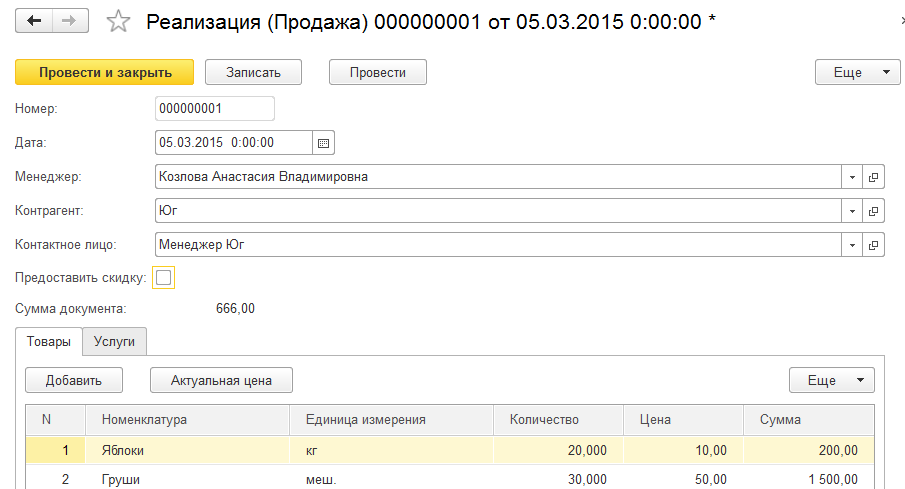 Реализация (Продажа) 000000001 от 05.03.2015 0:00:00 *
Провести и закрыть Записать Провести Еще
Номер: 000000001
Дата: 05.03.2015 0:00:00
Менеджер: Козлова Анастасия Владимировна
Контрагент: Юг
Контактное лицо: Менеджер Юг
Предоставить скидку:
Сумма документа: 666,00
Товары Услуги
Добавить Актуальная цена Еще
N Номенклатура Единица измерения Количество Цена Сумма
1 Яблоки кг 20,000 10,00 200,00
2 Груши меш. 30,000 50,00 1 500,00